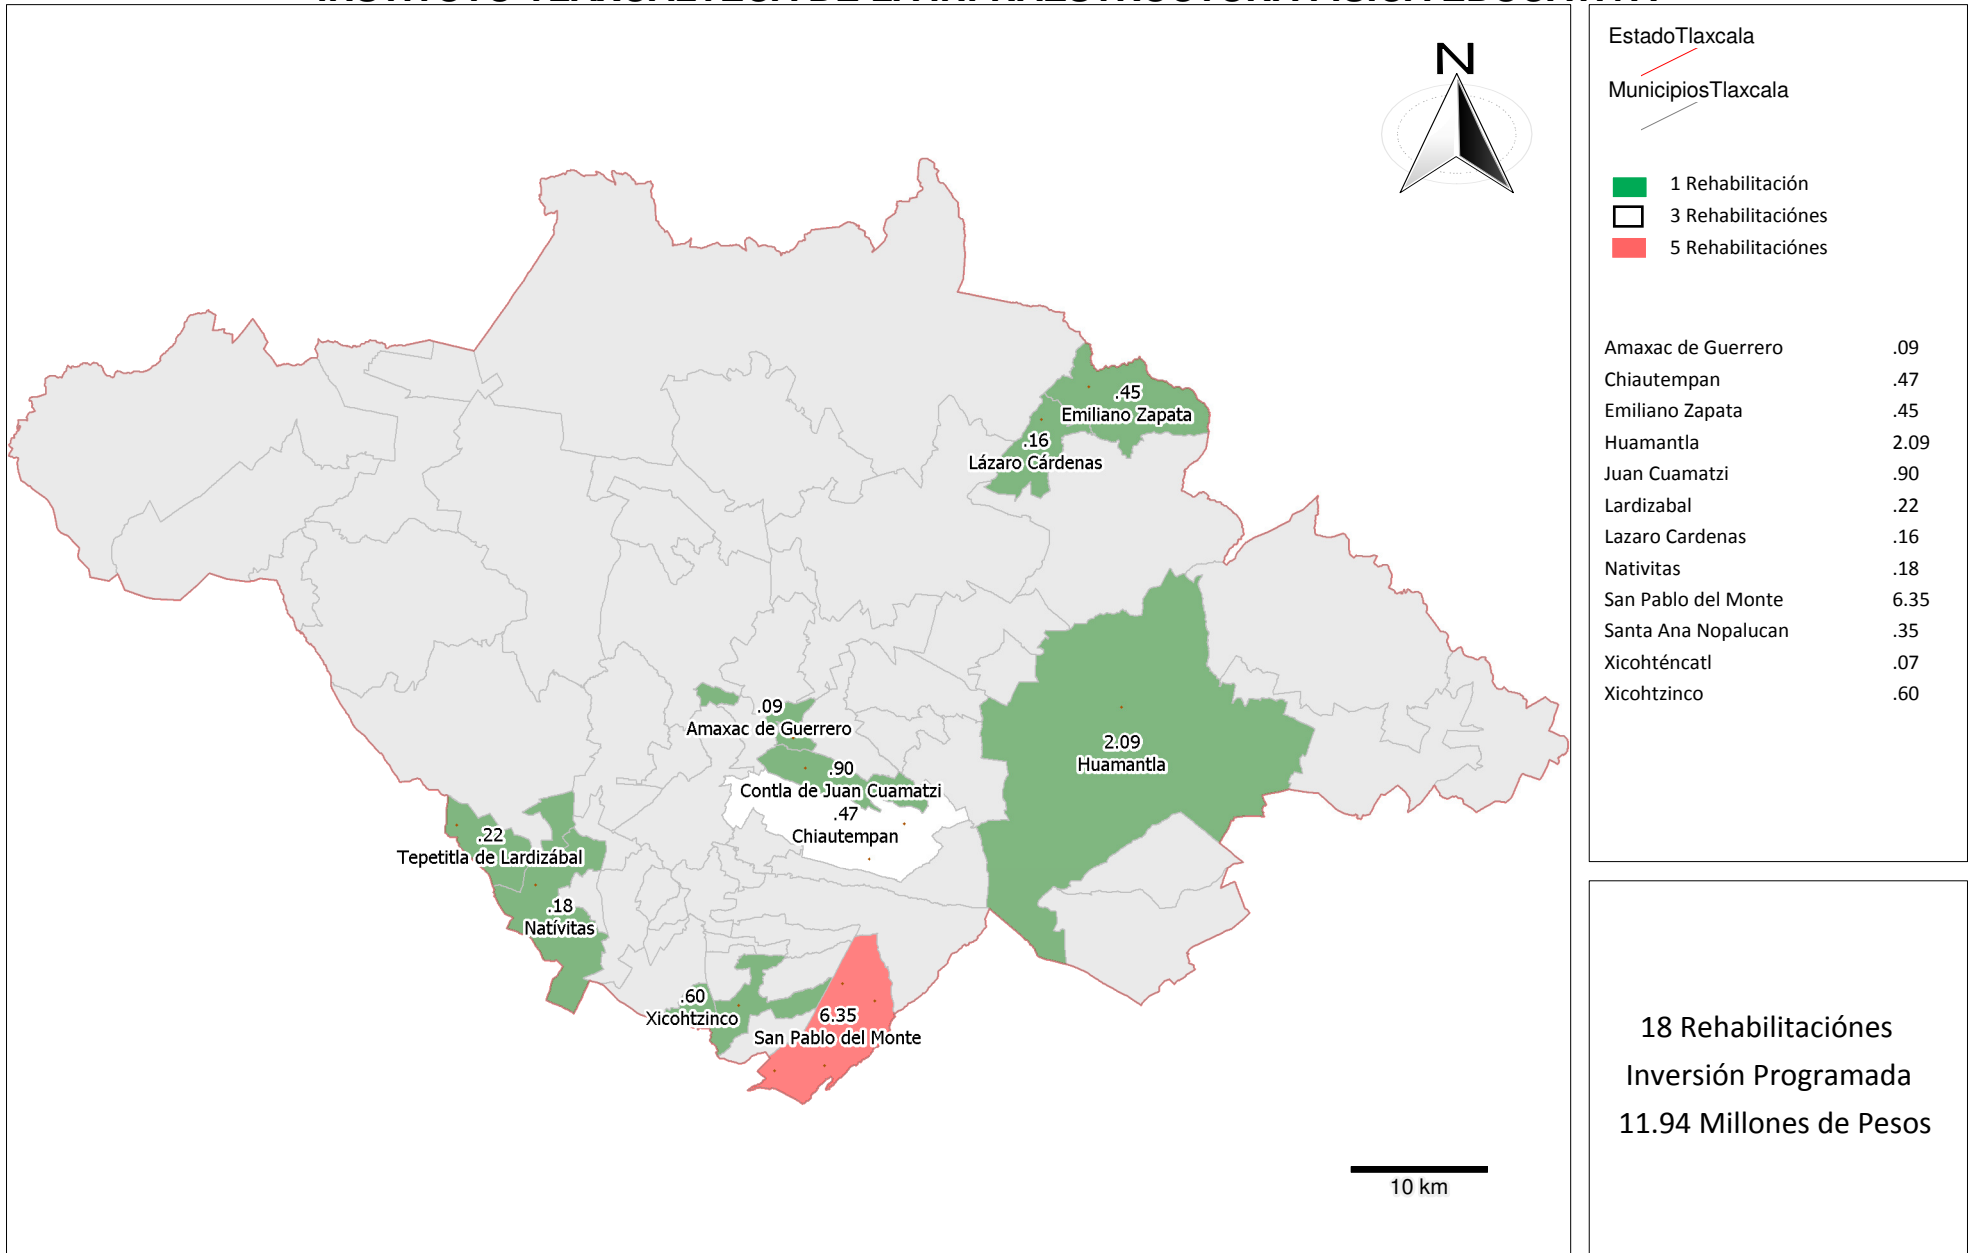 N
.45
Emiliano Zapata
.16
Lázaro Cárdenas
.09
Amaxac de Guerrero
2.09
Huamantla
.90
Contla de Juan Cuamatzi
.47
Chiautempan
.22
Tepetitla de Lardizábal
.18
Natívitas
.60
Xicohtzinco
6.35
San Pablo del Monte
10 km
EstadoTlaxcala
MunicipiosTlaxcala
1 Rehabilitación
3 Rehabilitaciónes
5 Rehabilitaciónes
Amaxac de Guerrero .09
Chiautempan .47
Emiliano Zapata .45
Huamantla 2.09
Juan Cuamatzi .90
Lardizabal .22
Lazaro Cardenas .16
Nativitas .18
San Pablo del Monte 6.35
Santa Ana Nopalucan .35
Xicohténcatl .07
Xicohtzinco .60
18 Rehabilitaciónes
Inversión Programada
11.94 Millones de Pesos